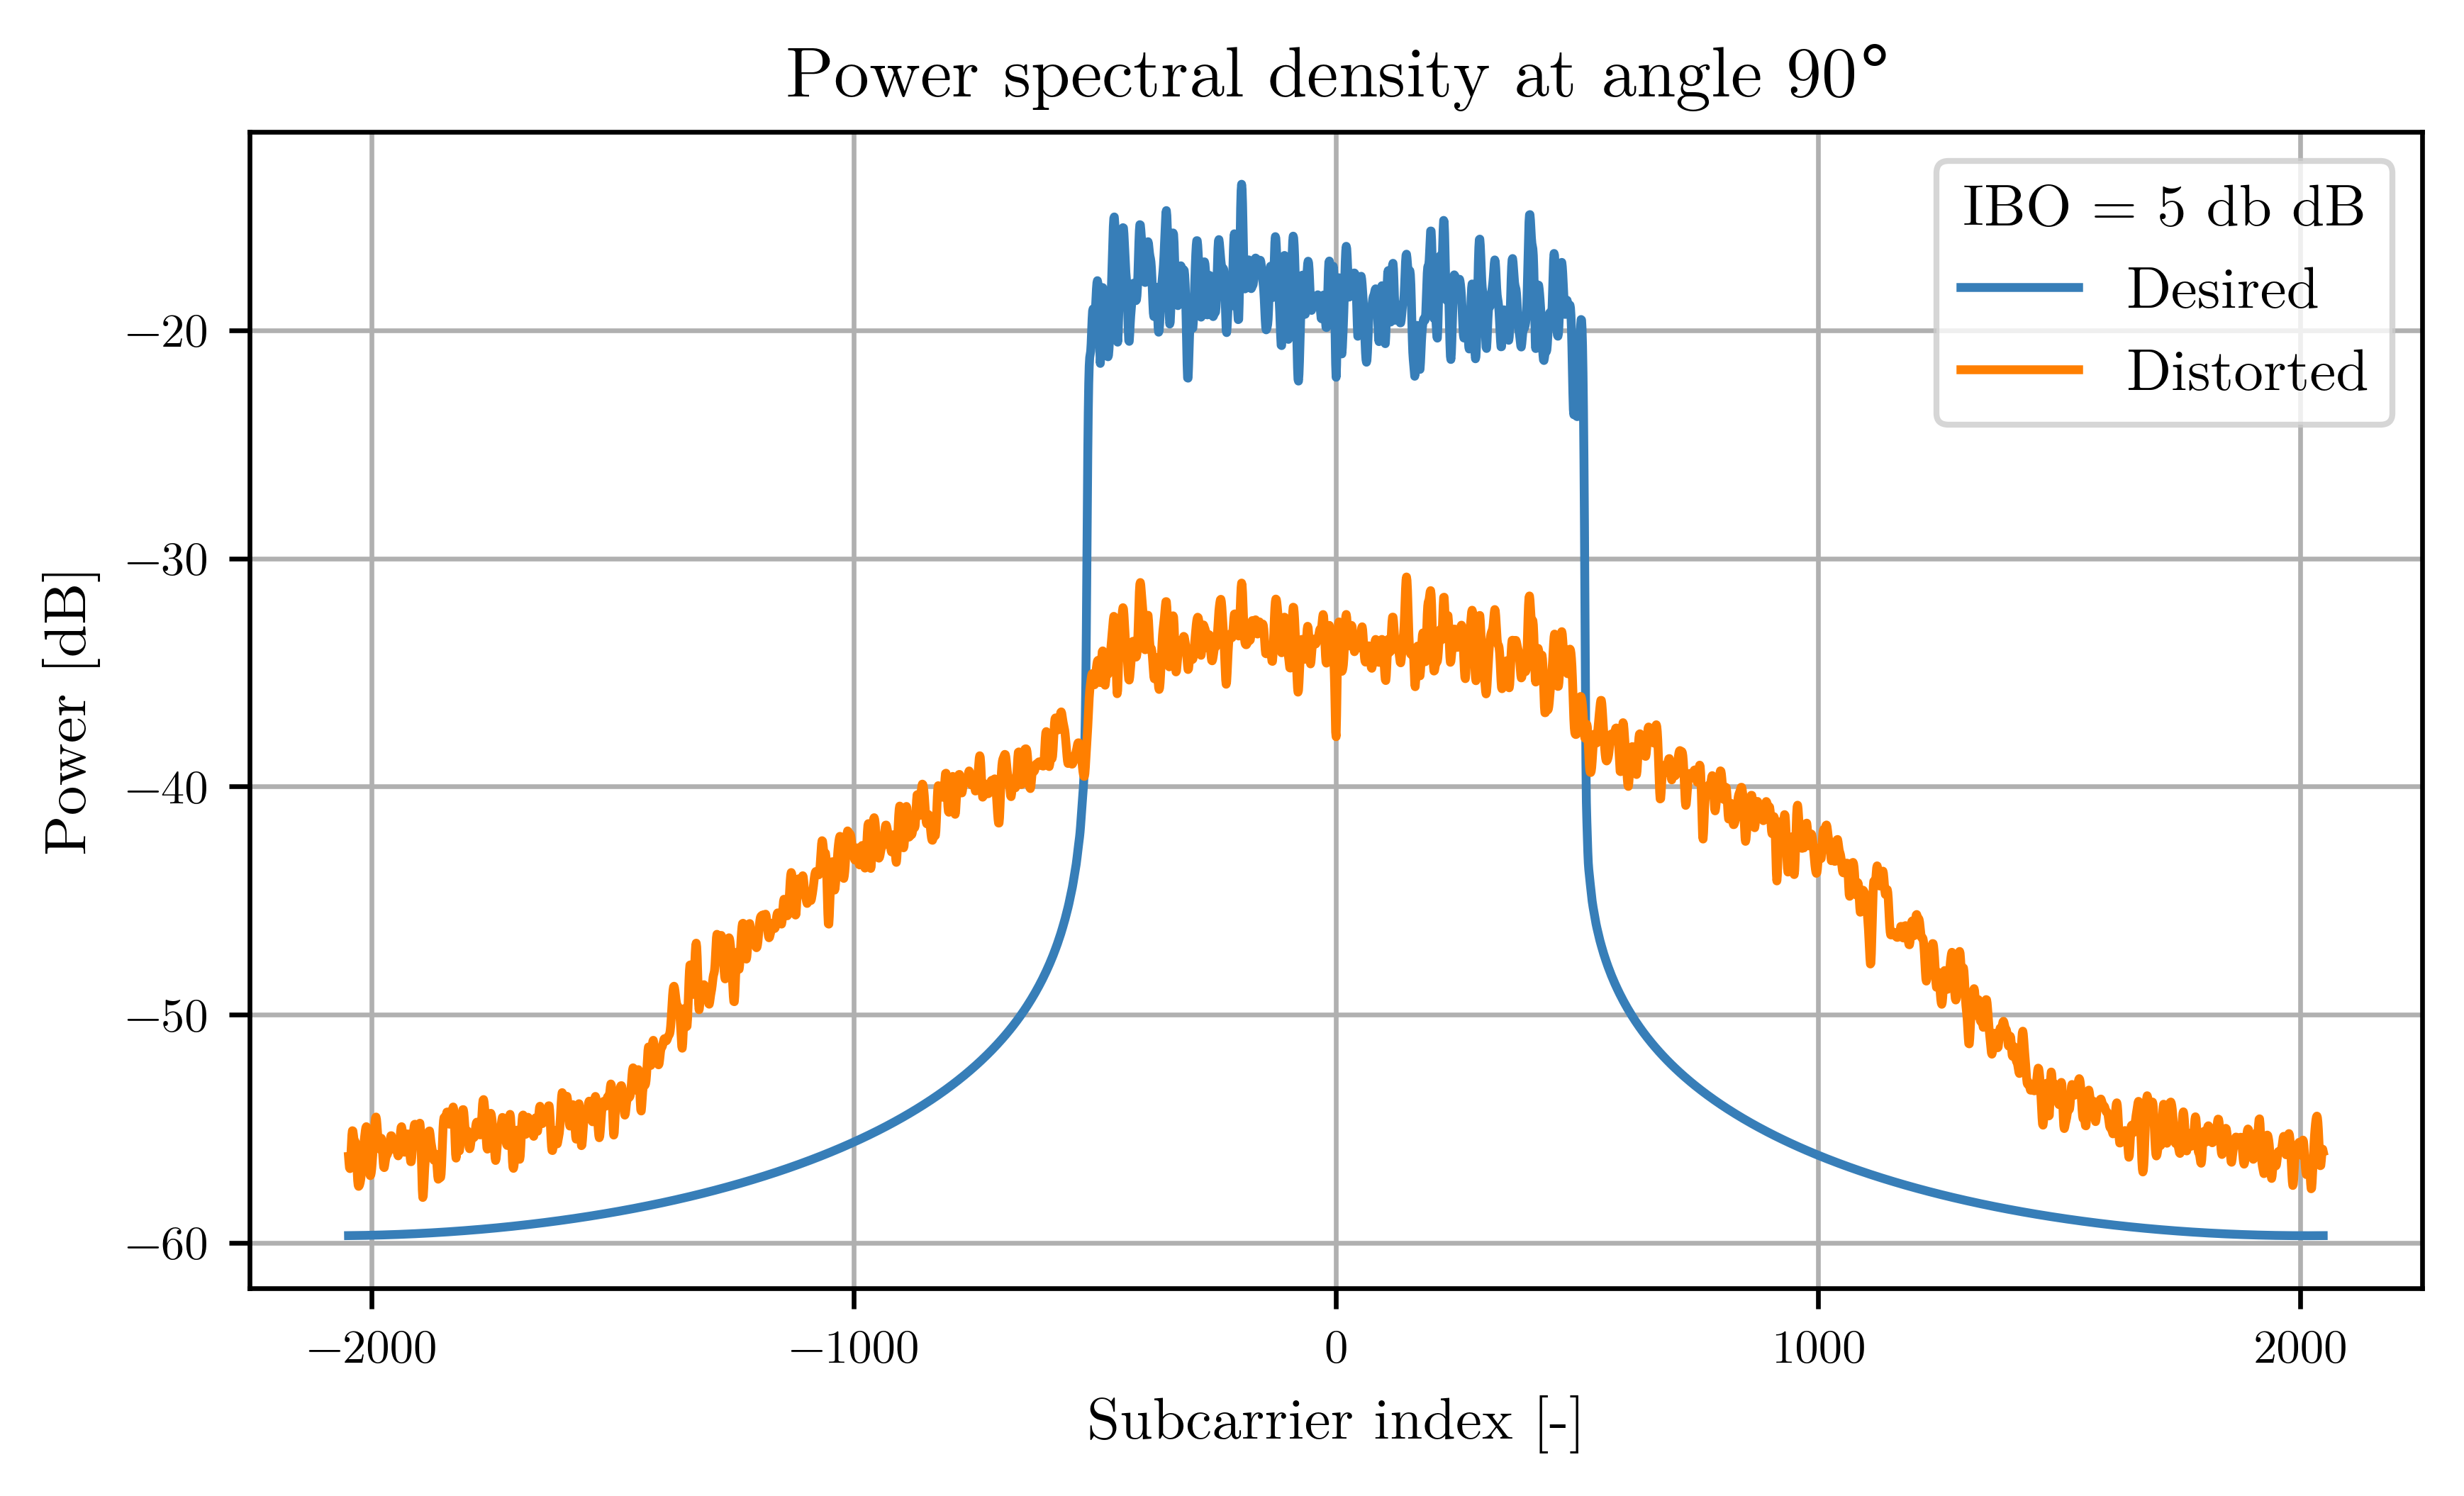 Power spectral density at angle 90°
IBO = 5 db dB
Desired
Distorted
Power [dB]
−20
−30
−40
−50
−60
−2000
−1000
0
1000
2000
Subcarrier index [-]